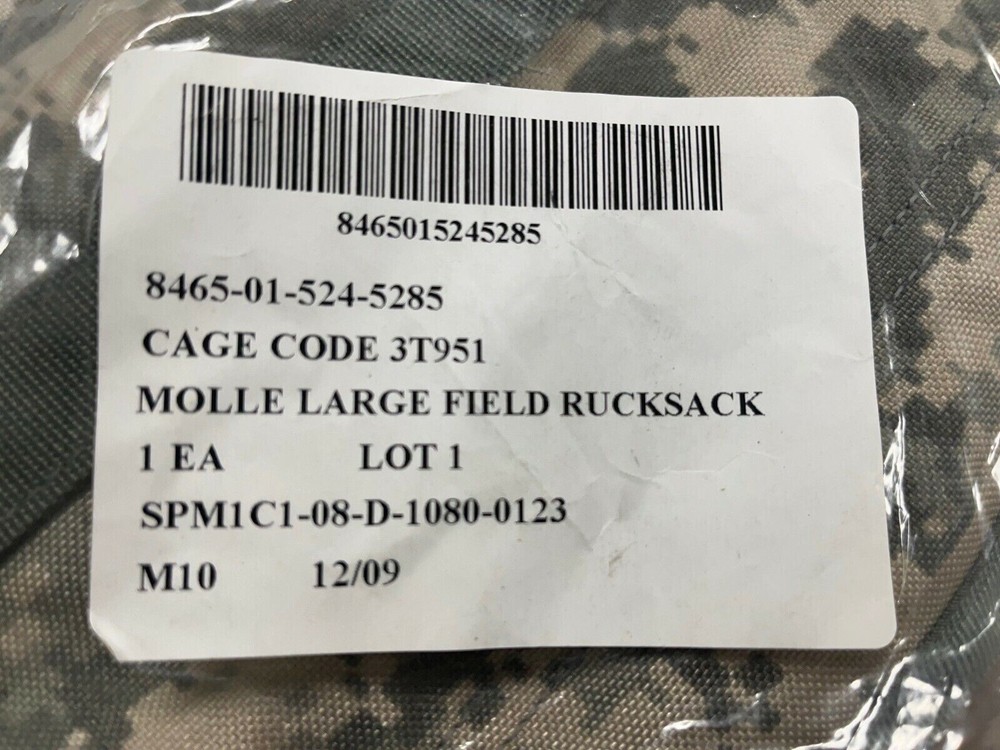 8465015245285
8465-01-524-5285
CAGE CODE 3T951
MOLLE LARGE FIELD RUCKSACK
1 EA LOT 1
SPM1C1-08-D-1080-0123
M10 12/09